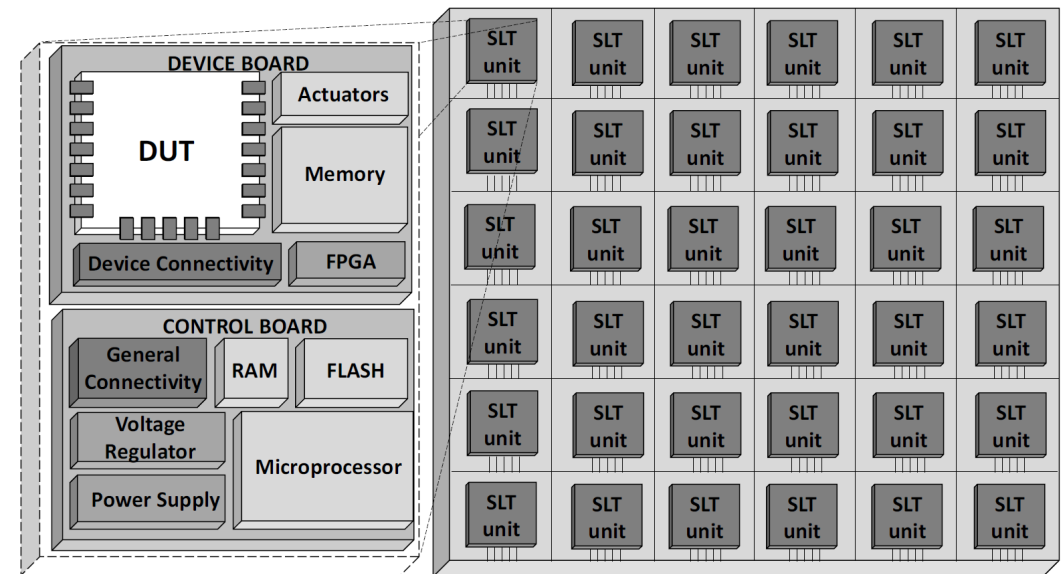 DEVICE BOARD
DUT
Actuators
Memory
Device Connectivity
FPGA
CONTROL BOARD
General
Connectivity
RAM
FLASH
Voltage
Regulator
Microprocessor
Power Supply
SLT
unit
SLT
unit
SLT
unit
SLT
unit
SLT
unit
SLT
unit
SLT
unit
SLT
unit
SLT
unit
SLT
unit
SLT
unit
SLT
unit
SLT
unit
SLT
unit
SLT
unit
SLT
unit
SLT
unit
SLT
unit
SLT
unit
SLT
unit
SLT
unit
SLT
unit
SLT
unit
SLT
unit
SLT
unit
SLT
unit
SLT
unit
SLT
unit
SLT
unit
SLT
unit
SLT
unit
SLT
unit
SLT
unit
SLT
unit
SLT
unit
SLT
unit